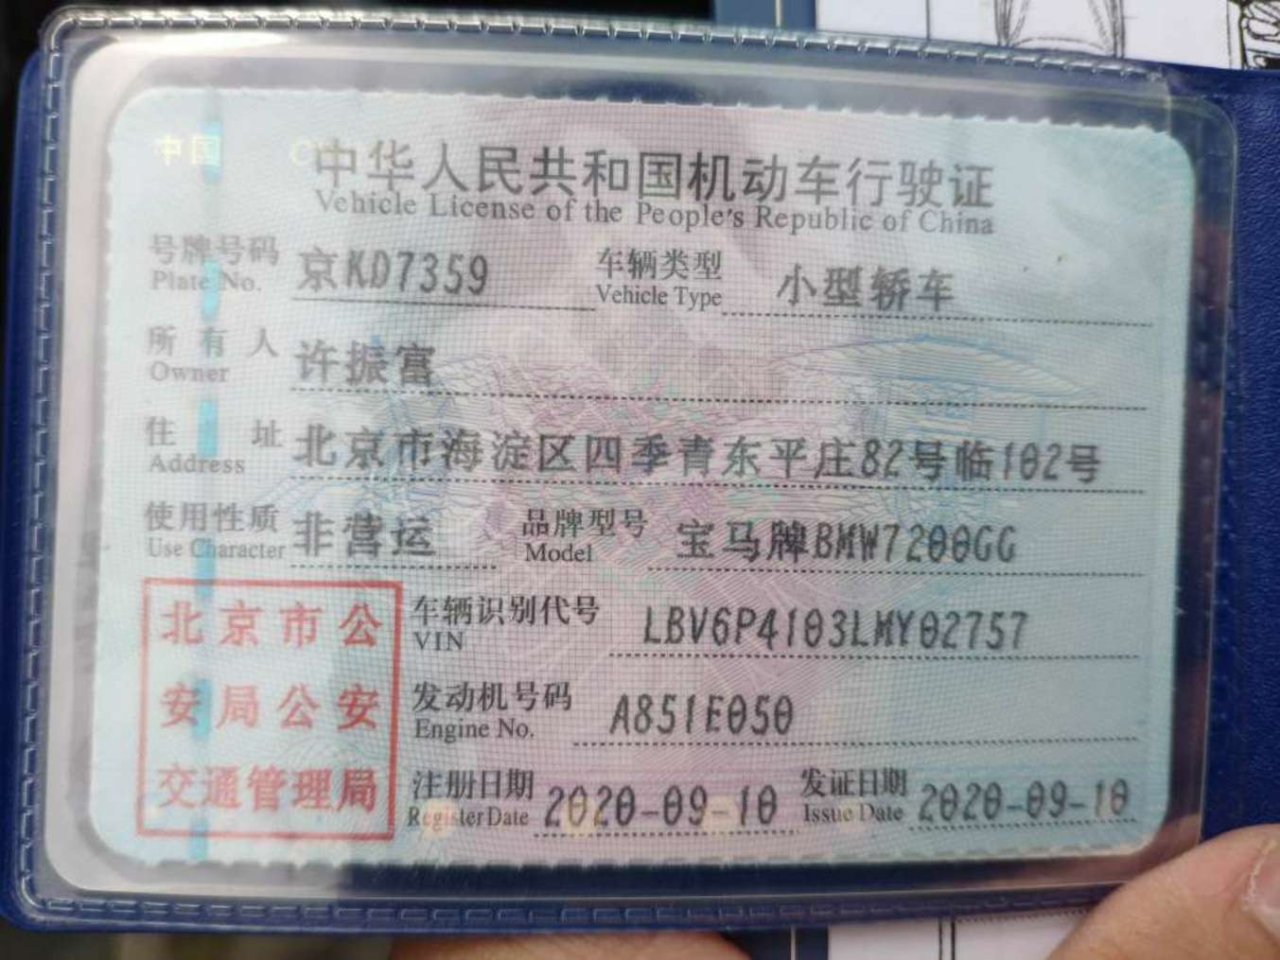 中国
中华人民共和国机动车行驶证
Vehicle License of the People's Republic of China
号牌号码 京KD7359 车辆类型 小型轿车
Plate No. Vehicle Type
所有人 许振富
Owner
住址 北京市海淀区四季青东平庄82号临102号
Address
使用性质 非营运 品牌型号 宝马牌BMW7200GG
Use Character Model
北京市公
安局公安
交通管理局
车辆识别代号 LBV6P4103LMY02757
VIN
发动机号码 A851E050
Engine No.
注册日期 2020-09-10 发证日期 2020-09-10
Register Date Issue Date